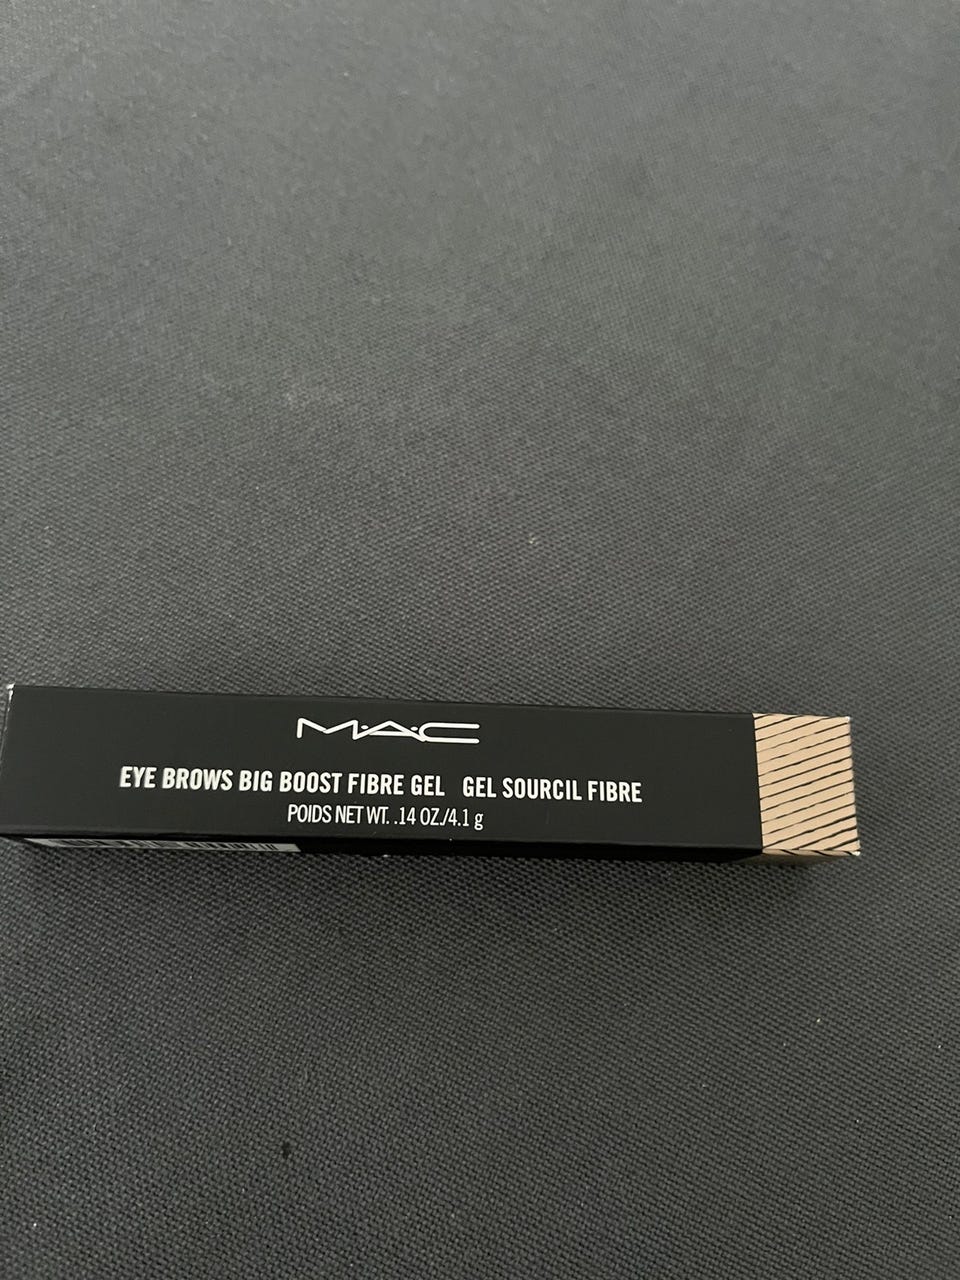 M·A·C
EYE BROWS BIG BOOST FIBRE GEL GEL SOURCIL FIBRE
POIDS NET WT. .14 OZ./4.1 g